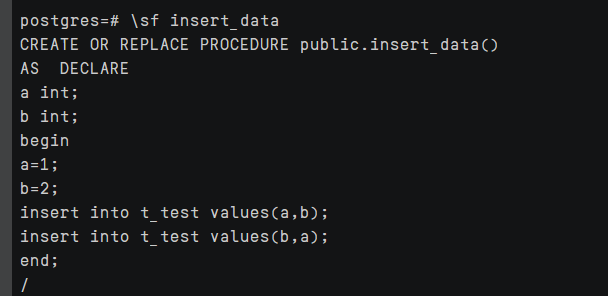 postgres=# \sf insert_data
CREATE OR REPLACE PROCEDURE public.insert_data()
AS  DECLARE
a int;
b int;
begin
a=1;
b=2;
insert into t_test values(a,b);
insert into t_test values(b,a);
end;
/